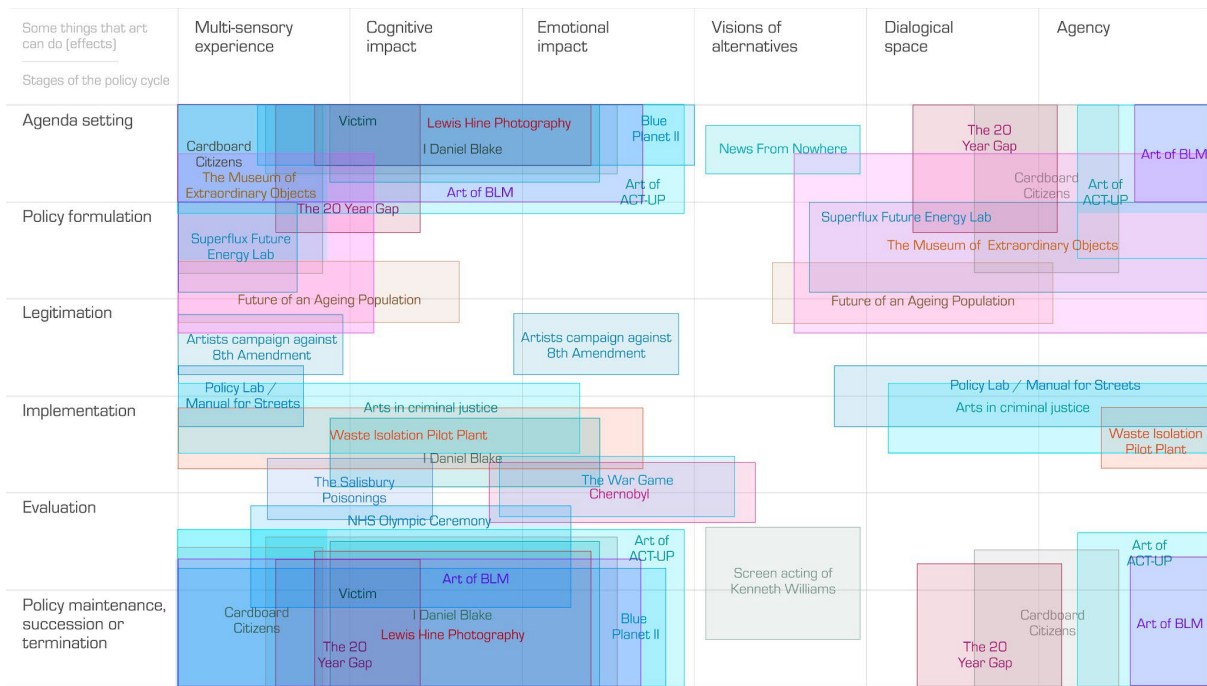 Some things that art
can do (effects)
Stages of the policy cycle
Multi-sensory
experience
Cognitive
impact
Emotional
impact
Visions of
alternatives
Dialogical
space
Agency
Agenda setting
Victim
Lewis Hine Photography
Blue
Planet II
I Daniel Blake
Cardboard
Citizens
The Museum of
Extraordinary Objects
Art of BLM
Art of
ACT-UP
News From Nowhere
The 20
Year Gap
Cardboard
Citizens
Art of
ACT-UP
Art of BLM
Policy formulation
The 20 Year Gap
Superflux Future
Energy Lab
Superflux Future Energy Lab
The Museum of Extraordinary Objects
Future of an Ageing Population
Future of an Ageing Population
Legitimation
Artists campaign against
8th Amendment
Artists campaign against
8th Amendment
Policy Lab /
Manual for Streets
Policy Lab / Manual for Streets
Implementation
Arts in criminal justice
Arts in criminal justice
Waste Isolation Pilot Plant
Waste Isolation
Pilot Plant
I Daniel Blake
The Salisbury
Poisonings
The War Game
Chernobyl
Evaluation
NHS Olympic Ceremony
Art of
ACT-UP
Art of
ACT-UP
Art of BLM
Screen acting of
Kenneth Williams
Victim
Policy maintenance,
succession or
termination
Cardboard
Citizens
I Daniel Blake
Lewis Hine Photography
Blue
Planet II
The 20
Year Gap
Cardboard
Citizens
Art of BLM
The 20
Year Gap